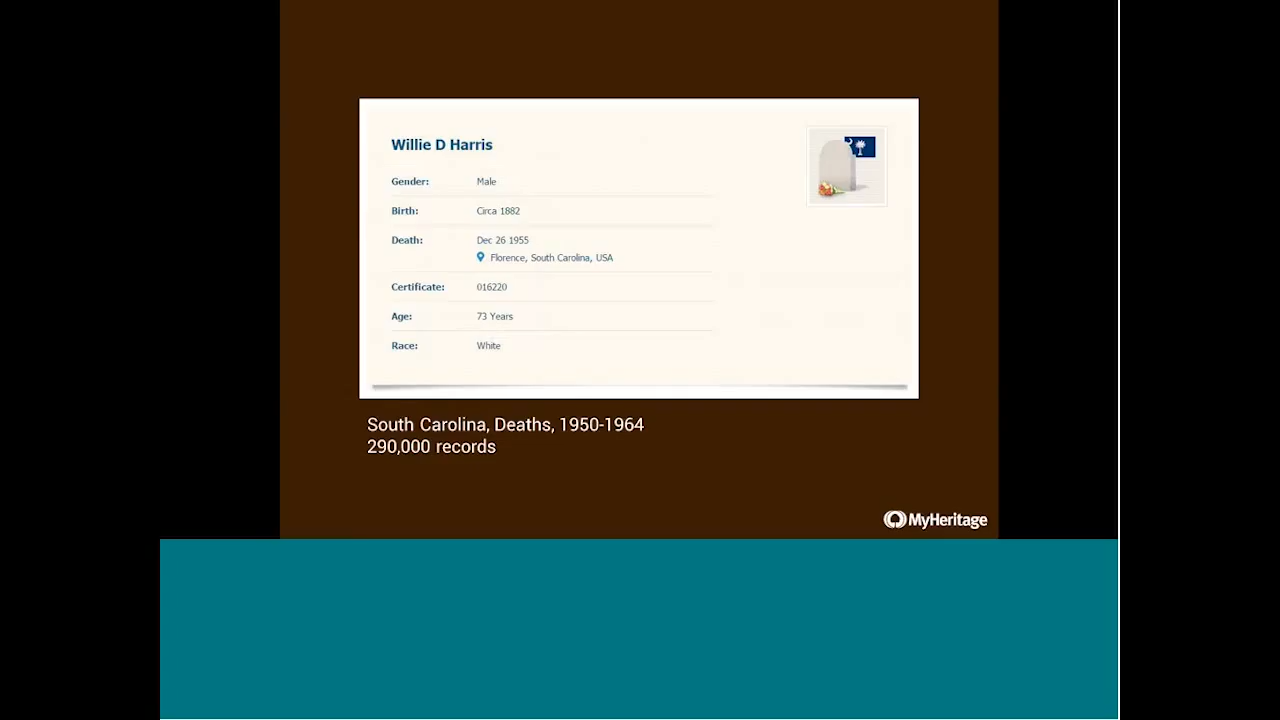 Willie D Harris
Gender: Male
Birth: Circa 1882
Death: Dec 26 1955
Florence, South Carolina, USA
Certificate: 016220
Age: 73 Years
Race: White
South Carolina, Deaths, 1950-1964
290,000 records
MyHeritage